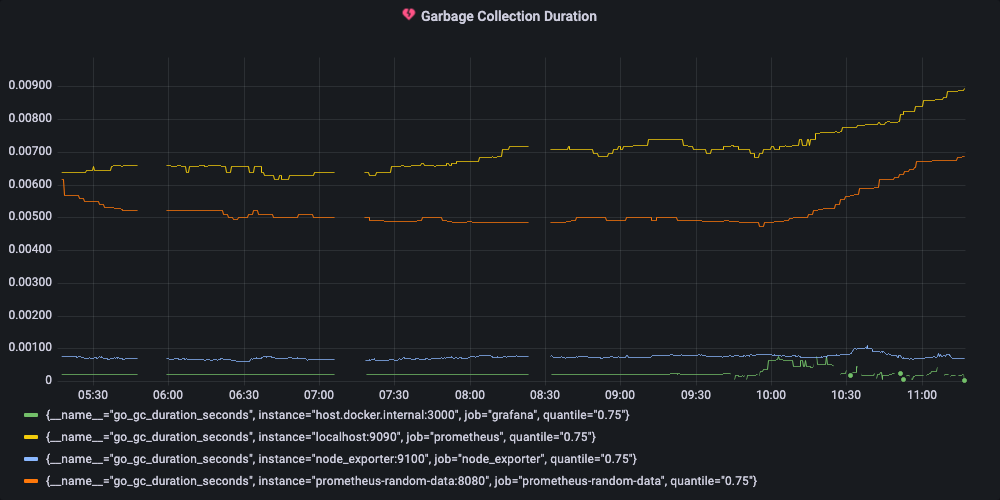 Garbage Collection Duration
0.00900
0.00800
0.00700
0.00600
0.00500
0.00400
0.00300
0.00200
0.00100
0
05:30 06:00 06:30 07:00 07:30 08:00 08:30 09:00 09:30 10:00 10:30 11:00
{__name__="go_gc_duration_seconds", instance="host.docker.internal:3000", job="grafana", quantile="0.75"}
{__name__="go_gc_duration_seconds", instance="localhost:9090", job="prometheus", quantile="0.75"}
{__name__="go_gc_duration_seconds", instance="node_exporter:9100", job="node_exporter", quantile="0.75"}
{__name__="go_gc_duration_seconds", instance="prometheus-random-data:8080", job="prometheus-random-data", quantile="0.75"}